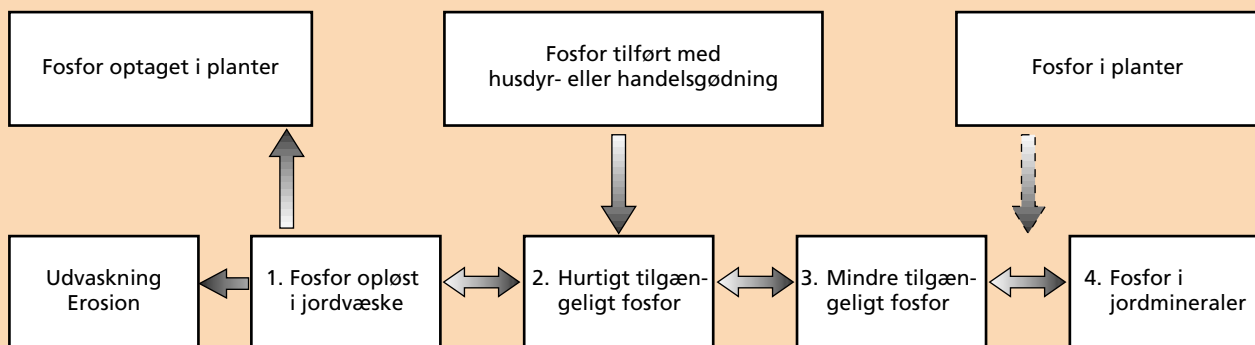 Fosfor optaget i planter
Fosfor tilført med
husdyr- eller handelsgødning
Fosfor i planter
Udvaskning
Erosion
1. Fosfor opløst
i jordvæske
2. Hurtigt tilgæn-
geligt fosfor
3. Mindre tilgæn-
geligt fosfor
4. Fosfor i
jordmineraler